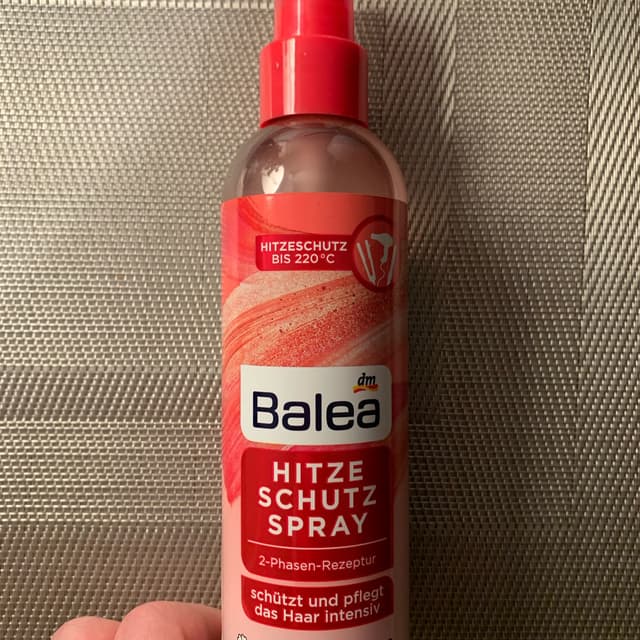 HITZESCHUTZ
BIS 220°C
dm
Balea
HITZE
SCHUTZ
SPRAY
2-Phasen-Rezeptur
schützt und pflegt
das Haar intensiv